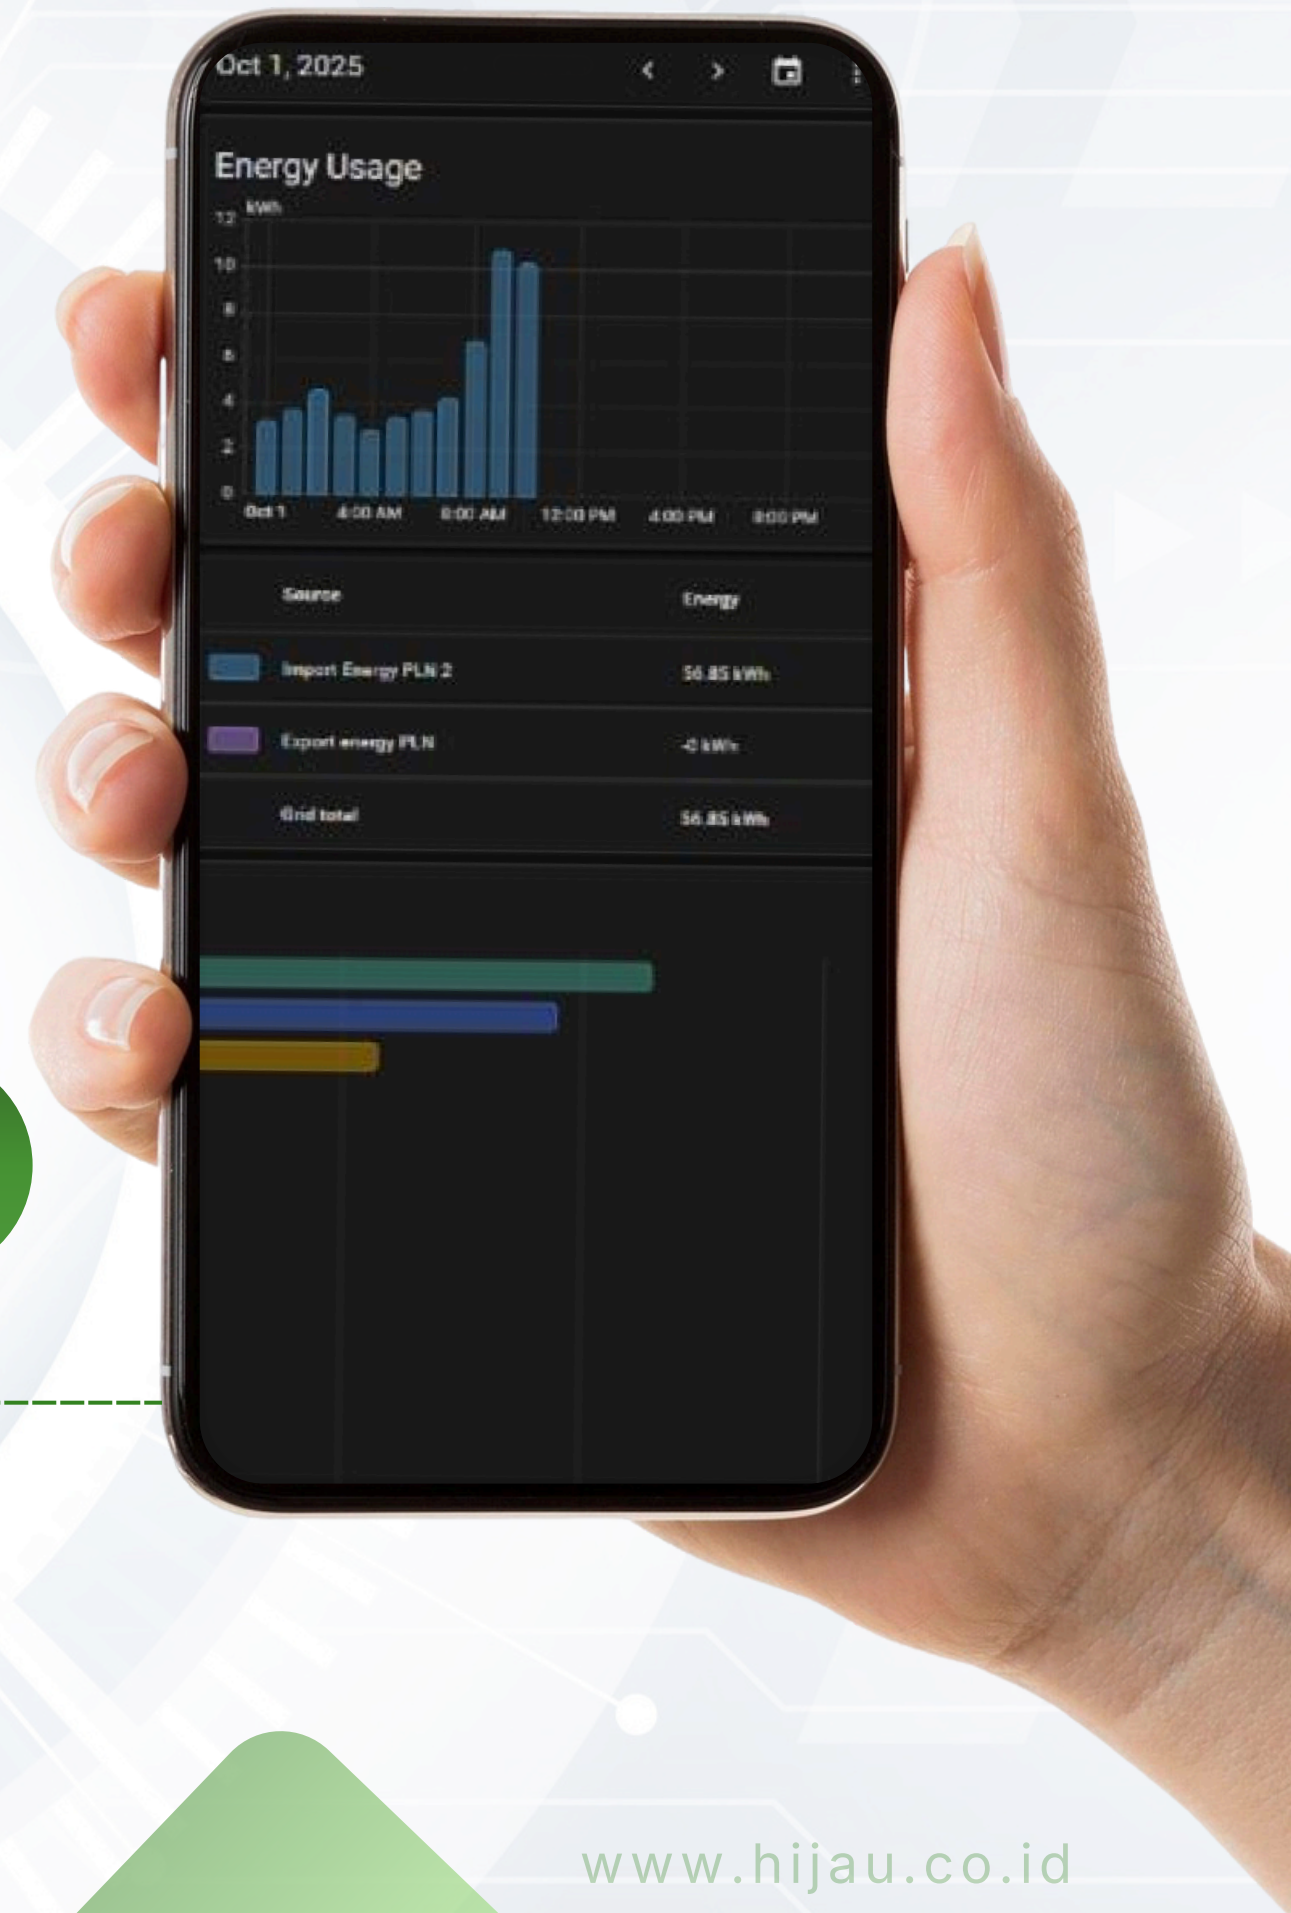 Oct 1, 2025
Energy Usage
kWh
12
10
8
6
4
2
0
Oct 1 4:00 AM 8:00 AM 12:00 PM 4:00 PM 8:00 PM
Source Energy
Import Energy PLN 2 56.85 kWh
Export energy PLN -0 kWh
Grid total 56.85 kWh
www.hijau.co.id